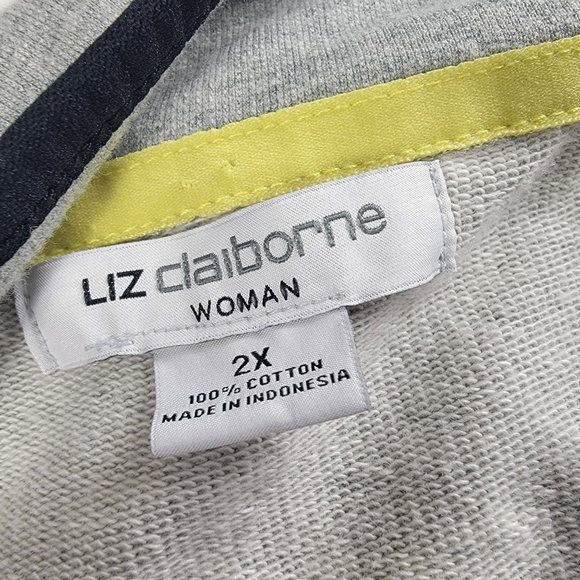 LIZ claiborne
WOMAN
2X
100% COTTON
MADE IN INDONESIA